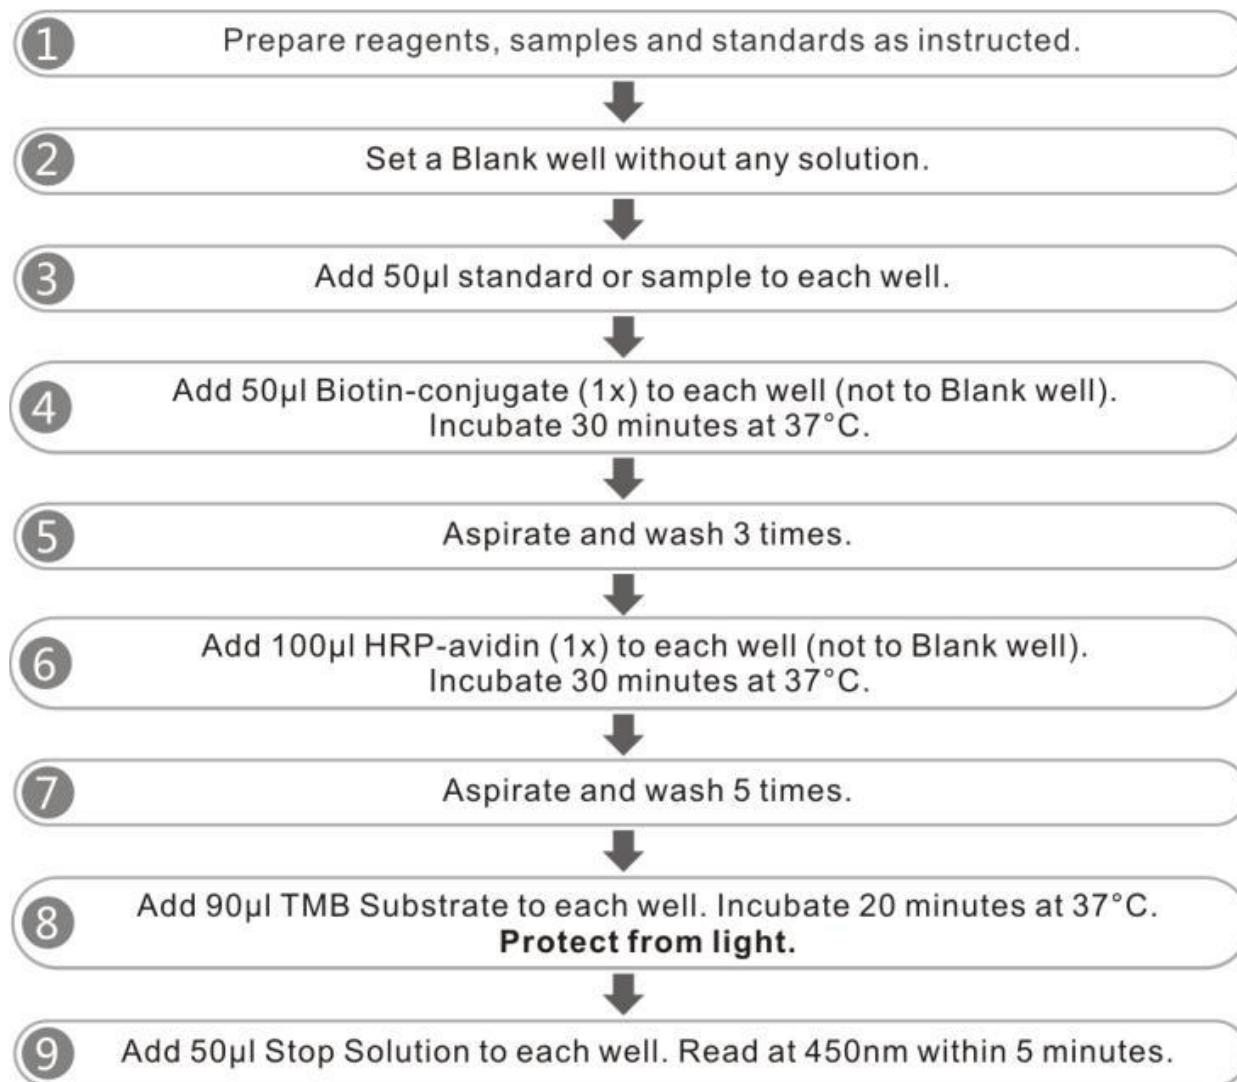 1 Prepare reagents, samples and standards as instructed.
2 Set a Blank well without any solution.
3 Add 50µl standard or sample to each well.
4 Add 50µl Biotin-conjugate (1x) to each well (not to Blank well).
Incubate 30 minutes at 37°C.
5 Aspirate and wash 3 times.
6 Add 100µl HRP-avidin (1x) to each well (not to Blank well).
Incubate 30 minutes at 37°C.
7 Aspirate and wash 5 times.
8 Add 90µl TMB Substrate to each well. Incubate 20 minutes at 37°C.
Protect from light.
9 Add 50µl Stop Solution to each well. Read at 450nm within 5 minutes.